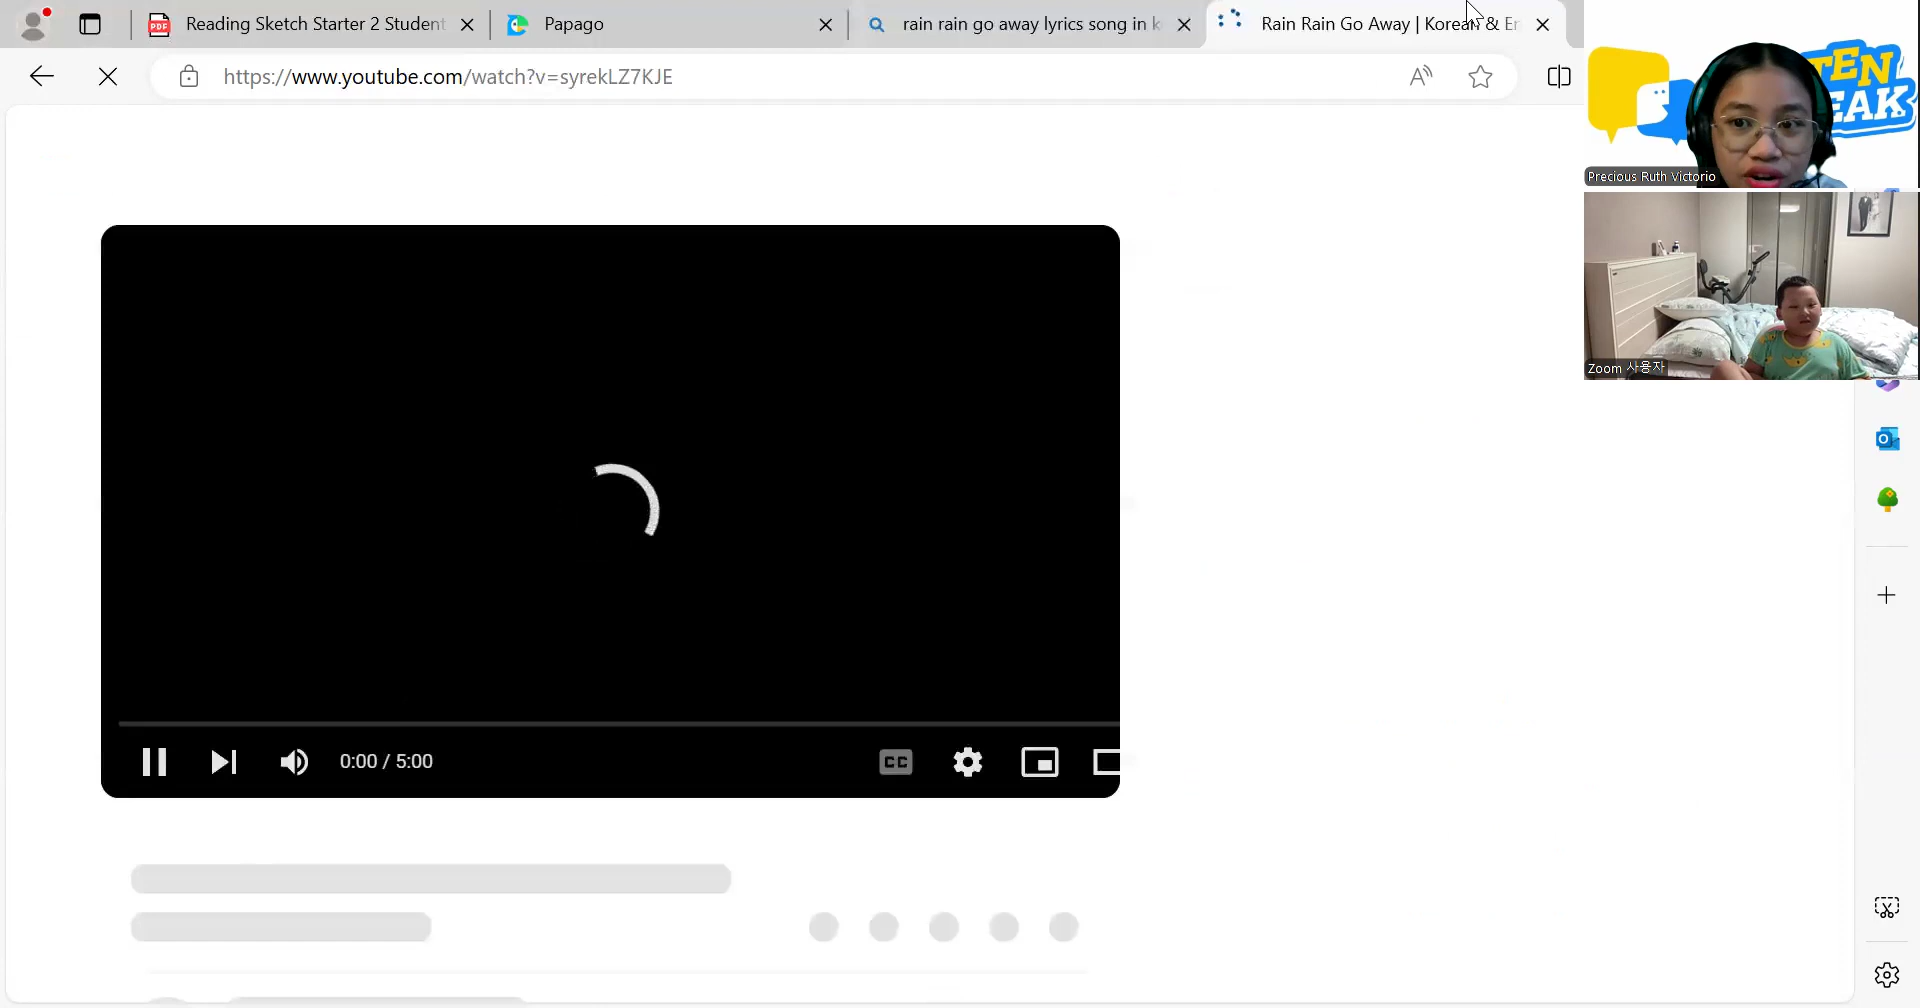 Reading Sketch Starter 2 Student
Papago
rain rain go away lyrics song in k
Rain Rain Go Away | Korean & En
https://www.youtube.com/watch?v=syrekLZ7KJE
TEN
EAK
Precious Ruth Victorio
Zoom 사용자
0:00 / 5:00
CC